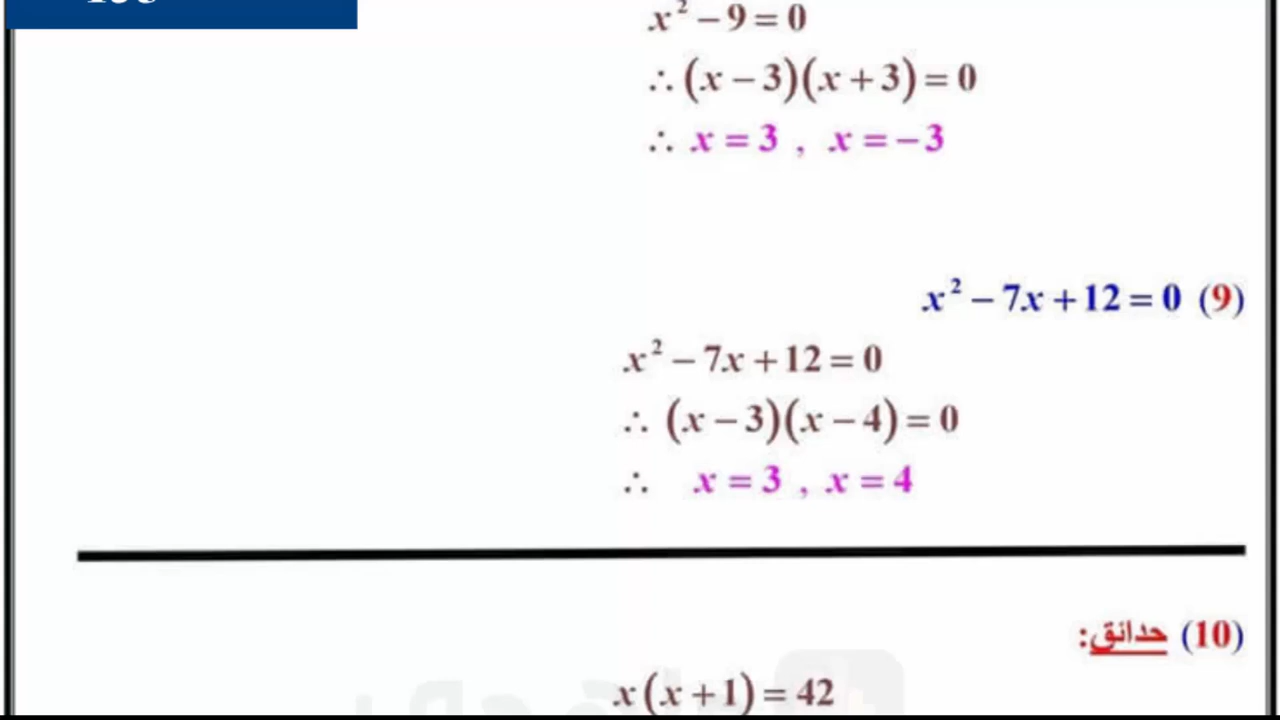 x² − 9 = 0
∴ (x − 3)(x + 3) = 0
∴ x = 3 , x = −3
(9) x² − 7x + 12 = 0
x² − 7x + 12 = 0
∴ (x − 3)(x − 4) = 0
∴ x = 3 , x = 4
(10) حدائق:
x(x + 1) = 42